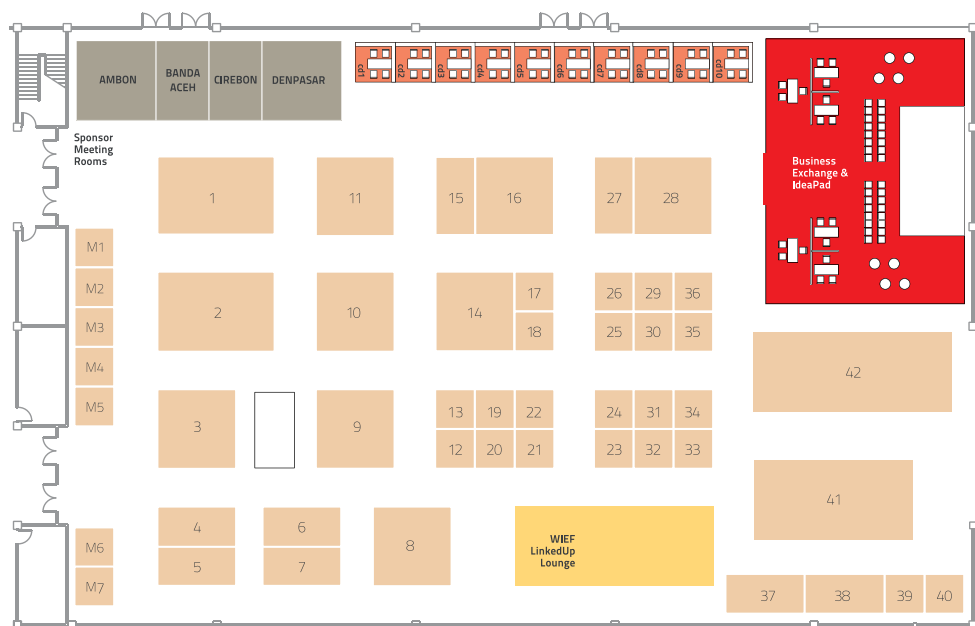 AMBON
BANDA
ACEH
CIREBON
DENPASAR
cd1
cd2
cd3
cd4
cd5
cd6
cd7
cd8
cd9
cd10
Sponsor
Meeting
Rooms
Business
Exchange &
IdeaPad
1
11
15
16
27
28
M1
M2
M3
M4
M5
2
10
14
17
18
26
29
36
25
30
35
42
3
9
13
19
22
12
20
21
24
31
34
23
32
33
41
4
5
6
7
8
WIEF
LinkedUp
Lounge
M6
M7
37
38
39
40